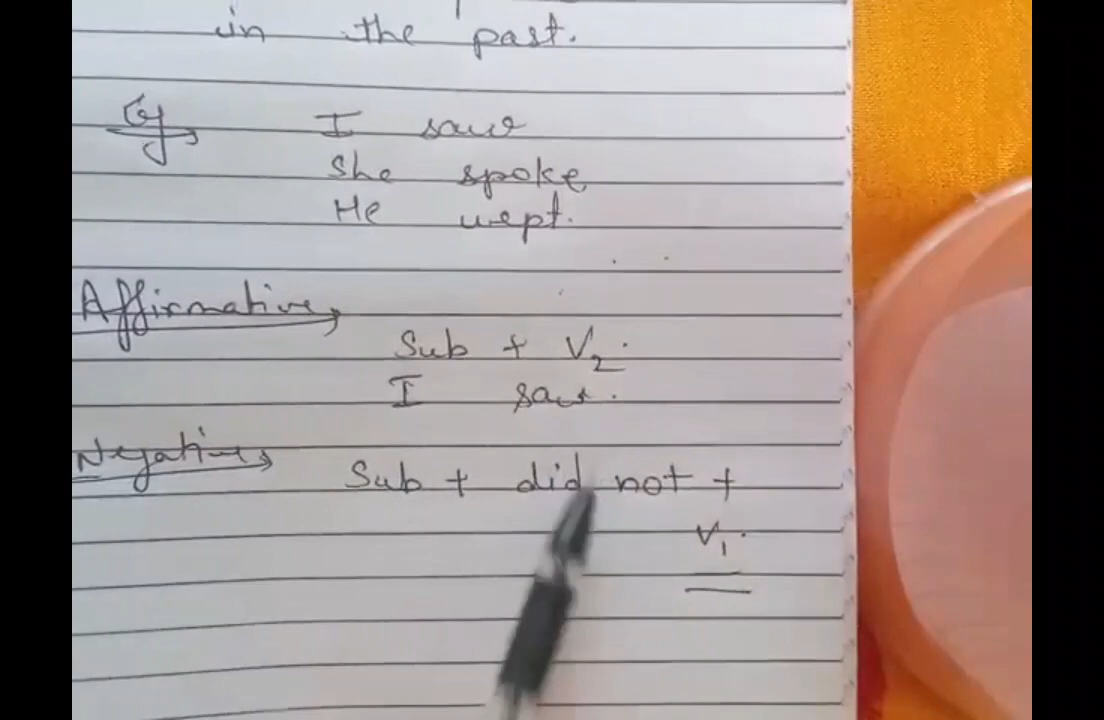 in the past.
Eg I saw
She spoke
He wept.
Affirmative
Sub + V2.
I saw.
Negative Sub + did not +
V1.